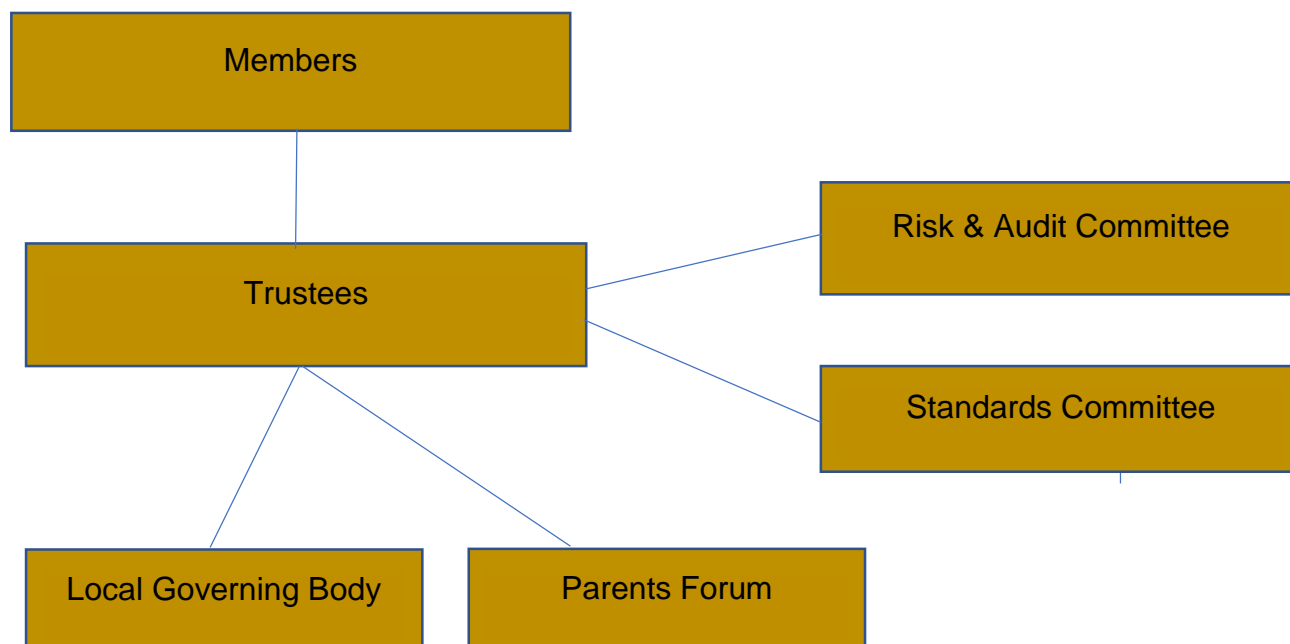 Members
Risk & Audit Committee
Trustees
Standards Committee
Local Governing Body
Parents Forum